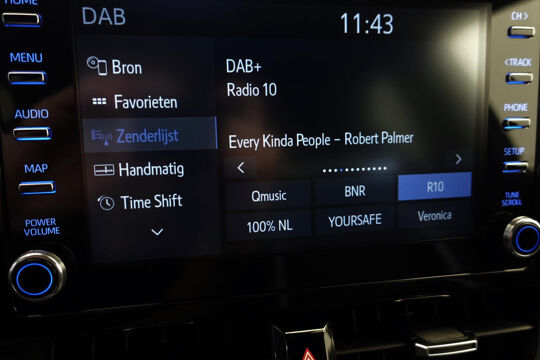 HOME
DAB
11:43
CH >
MENU
Bron
DAB+
< TRACK
Favorieten
Radio 10
AUDIO
Zenderlijst
PHONE
Every Kinda People – Robert Palmer
MAP
Handmatig
SETUP
Qmusic
BNR
R10
Time Shift
TUNE
SCROLL
100% NL
YOURSAFE
Veronica
POWER
VOLUME